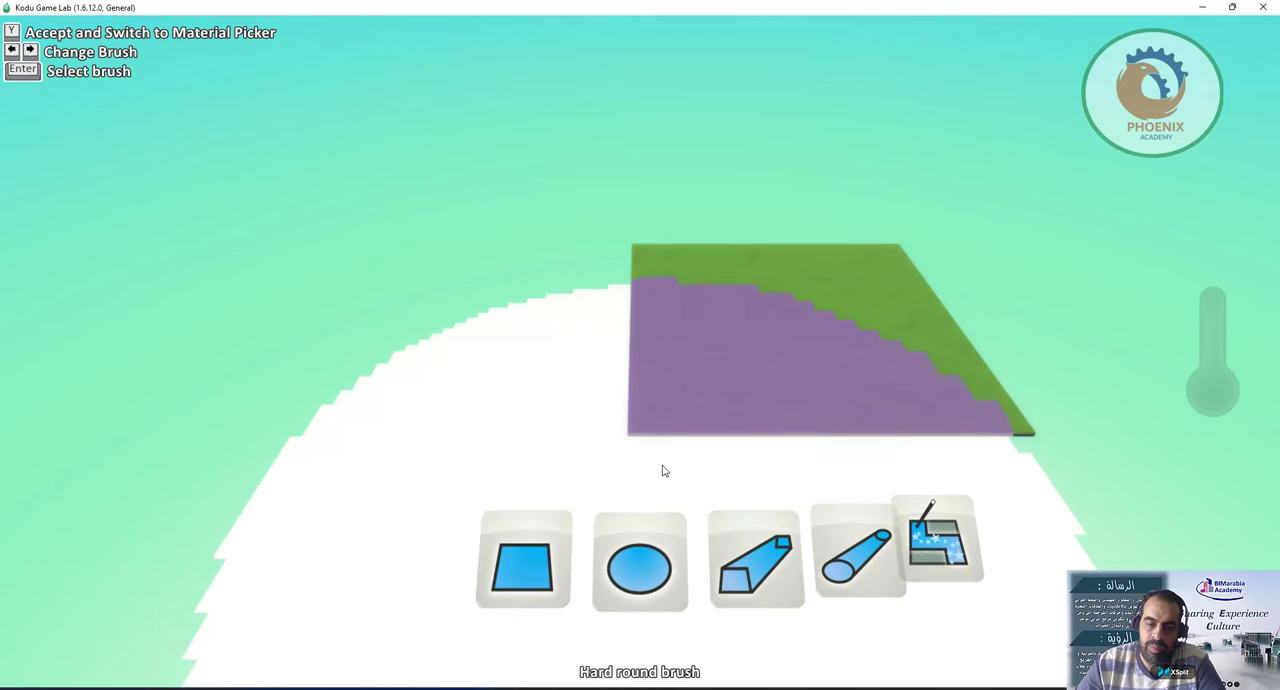 Kodu Game Lab (1.6.12.0, General)
Y Accept and Switch to Material Picker
Change Brush
Enter Select brush
PHOENIX
ACADEMY
Hard round brush
الرسالة :
BIMarabia
Academy
haring Experience
Culture
الرؤية :
XSplit